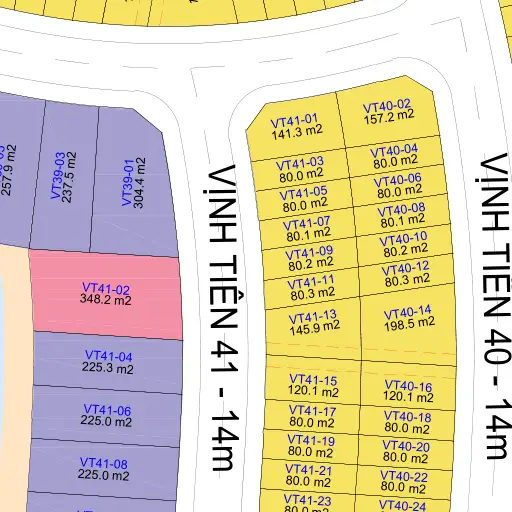 257.9 m2
VT39-03
237.5 m2
VT39-01
304.4 m2
VT41-02
348.2 m2
VT41-04
225.3 m2
VT41-06
225.0 m2
VT41-08
225.0 m2
VỊNH TIÊN 41 - 14m
VT41-01
141.3 m2
VT41-03
80.0 m2
VT41-05
80.0 m2
VT41-07
80.1 m2
VT41-09
80.2 m2
VT41-11
80.3 m2
VT41-13
145.9 m2
VT41-15
120.1 m2
VT41-17
80.0 m2
VT41-19
80.0 m2
VT41-21
80.0 m2
VT41-23
80.0 m2
VT40-02
157.2 m2
VT40-04
80.0 m2
VT40-06
80.0 m2
VT40-08
80.1 m2
VT40-10
80.2 m2
VT40-12
80.3 m2
VT40-14
198.5 m2
VT40-16
120.1 m2
VT40-18
80.0 m2
VT40-20
80.0 m2
VT40-22
80.0 m2
VT40-24
VỊNH TIÊN 40 - 14m